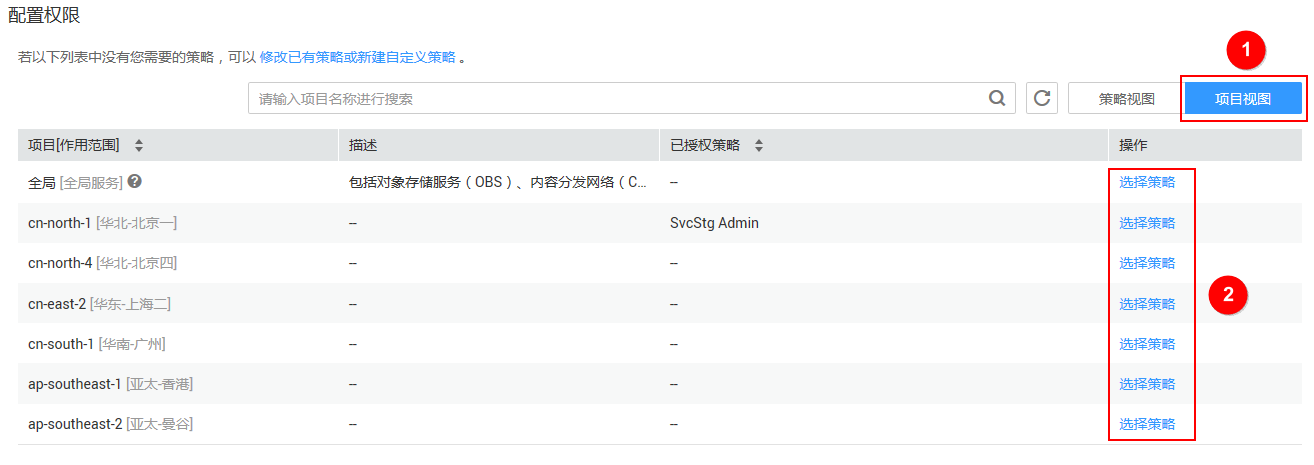 配置权限
若以下列表中没有您需要的策略，可以 修改已有策略或新建自定义策略 。
1
请输入项目名称进行搜索 策略视图 项目视图
项目[作用范围] 描述 已授权策略 操作
全局 [全局服务] 包括对象存储服务（OBS）、内容分发网络（C... -- 选择策略
cn-north-1 [华北-北京一] -- SvcStg Admin 选择策略
cn-north-4 [华北-北京四] -- -- 选择策略
cn-east-2 [华东-上海二] -- -- 选择策略
2
cn-south-1 [华南-广州] -- -- 选择策略
ap-southeast-1 [亚太-香港] -- -- 选择策略
ap-southeast-2 [亚太-曼谷] -- -- 选择策略